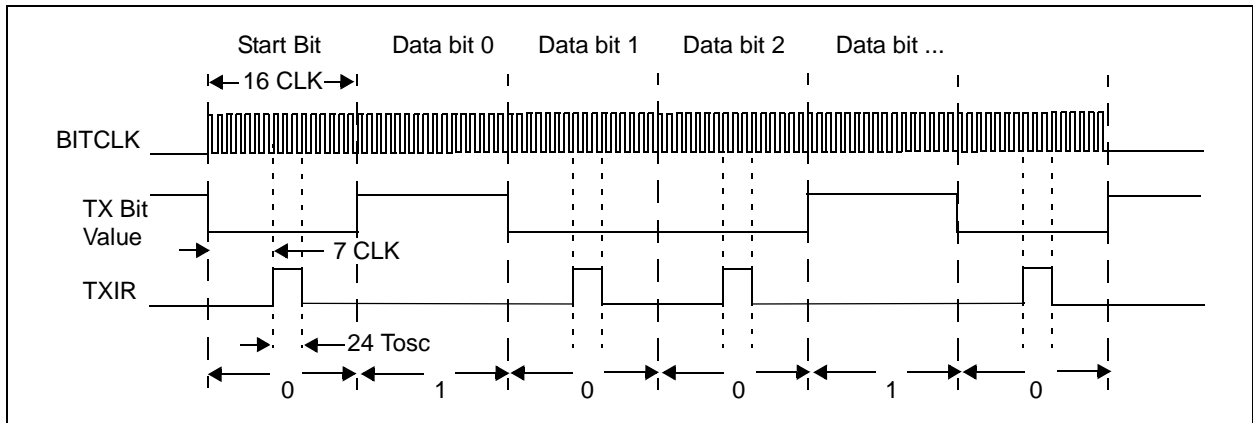 Start Bit Data bit 0 Data bit 1 Data bit 2 Data bit ...
16 CLK
BITCLK
TX Bit
Value
7 CLK
TXIR
24 Tosc
0 1 0 0 1 0